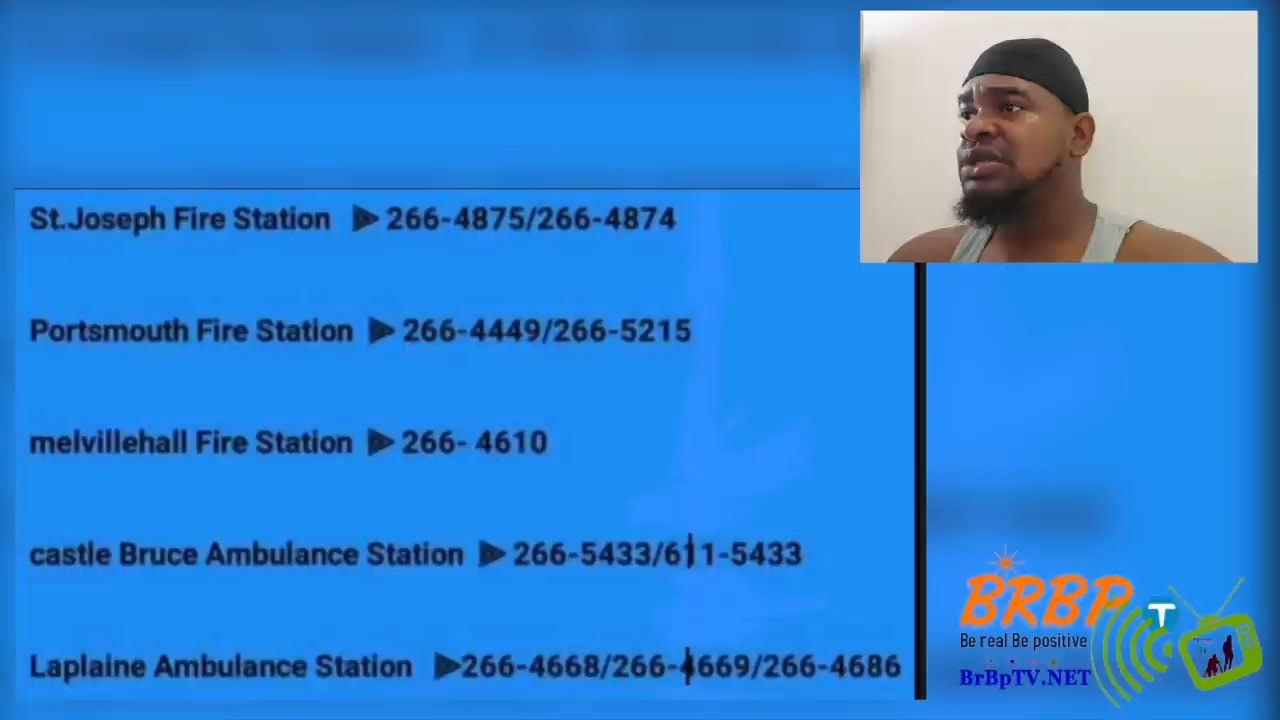 St.Joseph Fire Station ➤ 266-4875/266-4874
Portsmouth Fire Station ➤ 266-4449/266-5215
melvillehall Fire Station ➤ 266- 4610
castle Bruce Ambulance Station ➤ 266-5433/611-5433
Laplaine Ambulance Station ➤266-4668/266-4669/266-4686
BRBP T
Be real Be positive
BrBpTV.NET